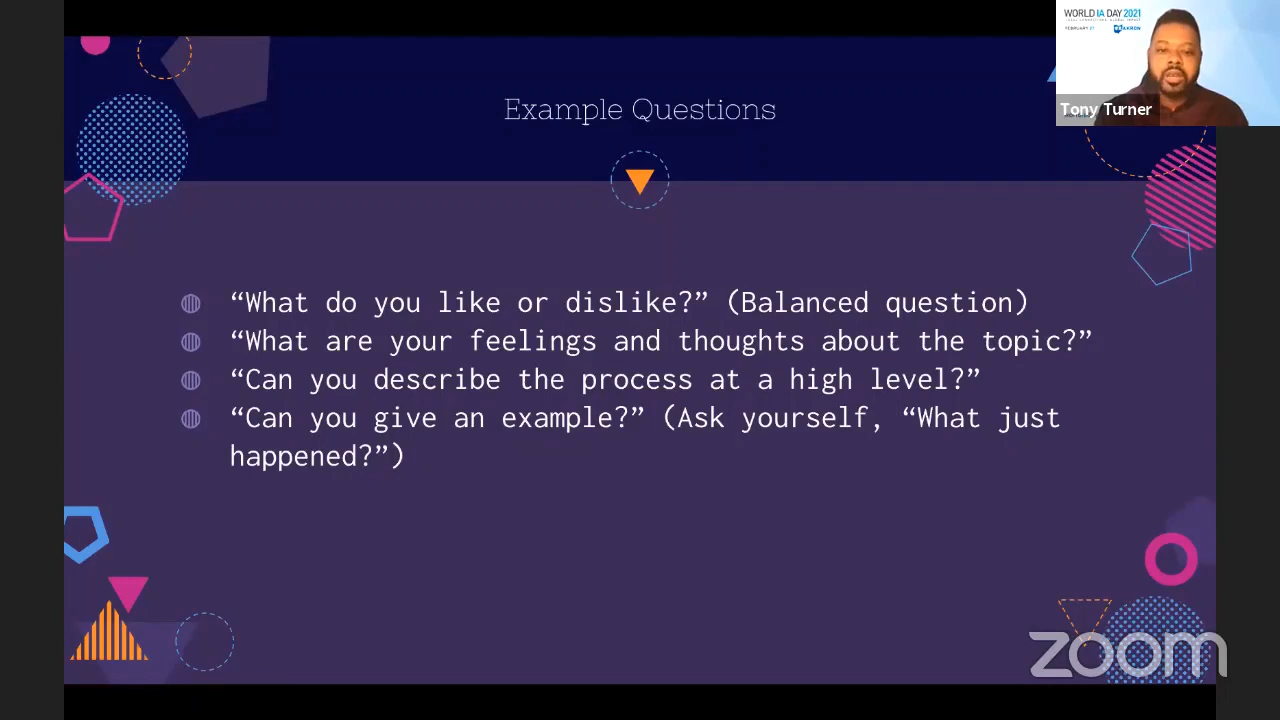 WORLD IA DAY 2021
Tony Turner
Example Questions
“What do you like or dislike?” (Balanced question)
“What are your feelings and thoughts about the topic?”
“Can you describe the process at a high level?”
“Can you give an example?” (Ask yourself, “What just
happened?”)
zoom